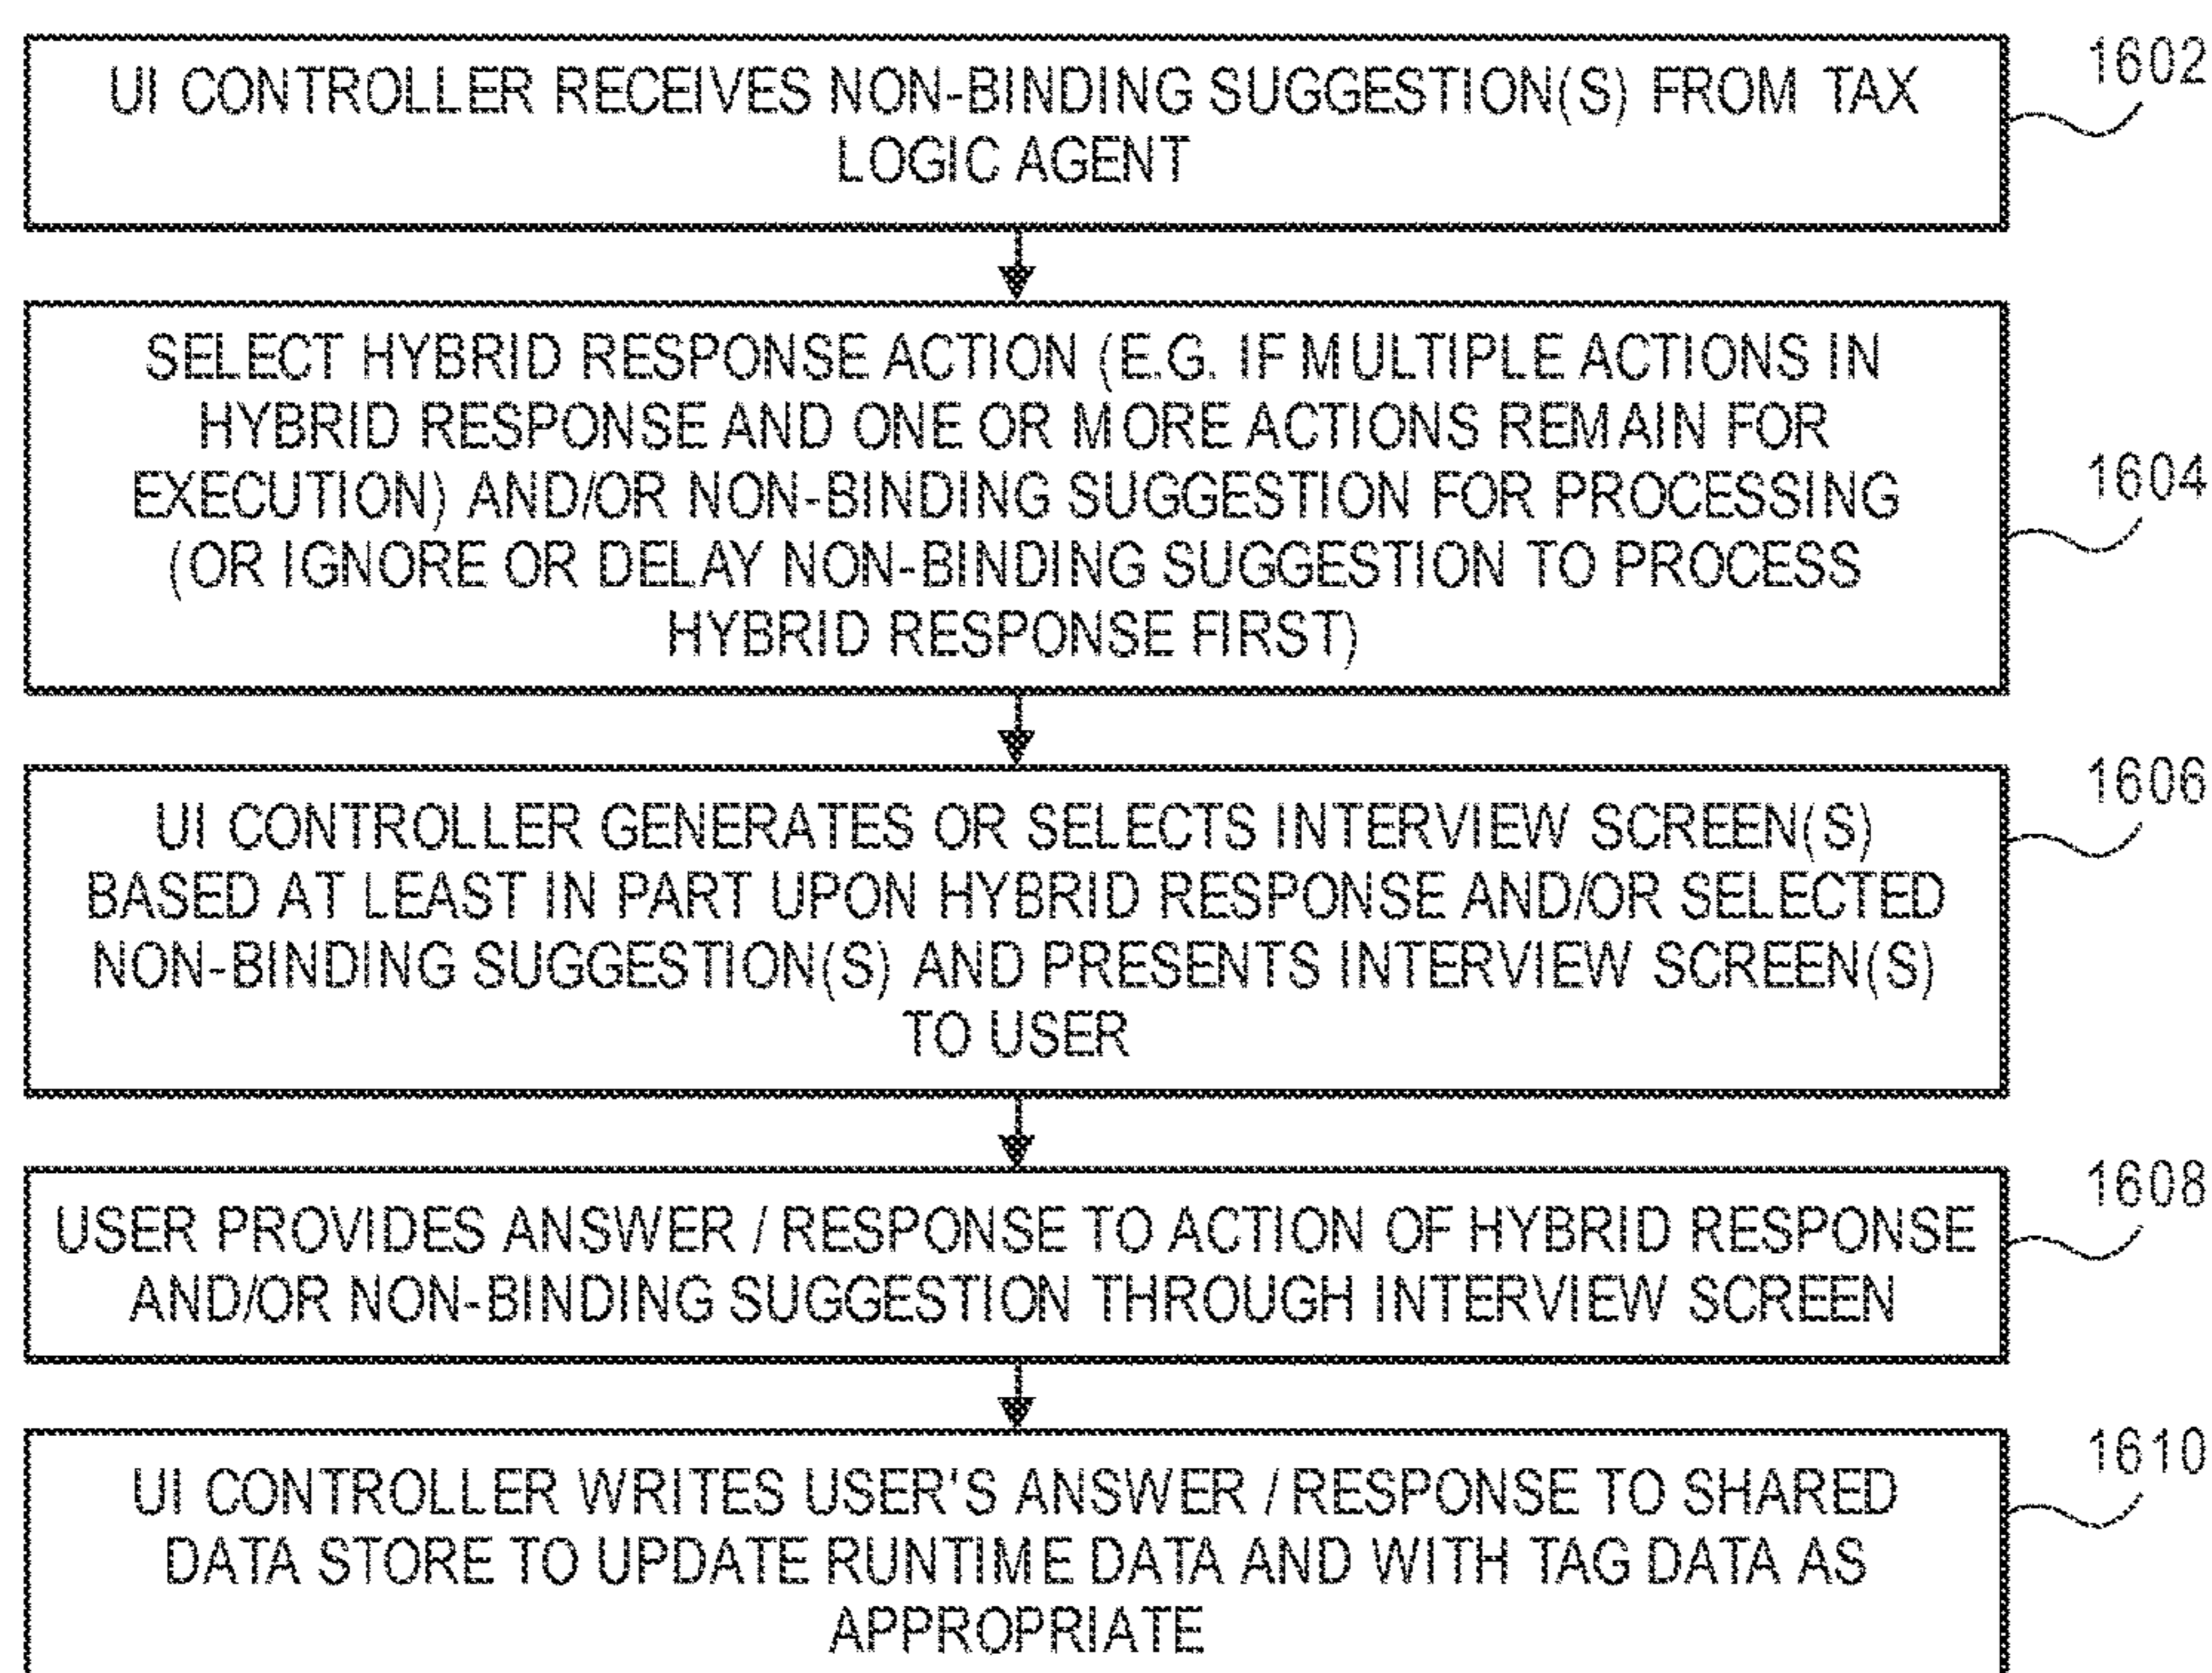 UI CONTROLLER RECEIVES NON-BINDING SUGGESTION(S) FROM TAX
LOGIC AGENT
1602
SELECT HYBRID RESPONSE ACTION (E.G. IF MULTIPLE ACTIONS IN
HYBRID RESPONSE AND ONE OR MORE ACTIONS REMAIN FOR
EXECUTION) AND/OR NON-BINDING SUGGESTION FOR PROCESSING
(OR IGNORE OR DELAY NON-BINDING SUGGESTION TO PROCESS
HYBRID RESPONSE FIRST)
1604
UI CONTROLLER GENERATES OR SELECTS INTERVIEW SCREEN(S)
BASED AT LEAST IN PART UPON HYBRID RESPONSE AND/OR SELECTED
NON-BINDING SUGGESTION(S) AND PRESENTS INTERVIEW SCREEN(S)
TO USER
1606
USER PROVIDES ANSWER / RESPONSE TO ACTION OF HYBRID RESPONSE
AND/OR NON-BINDING SUGGESTION THROUGH INTERVIEW SCREEN
1608
UI CONTROLLER WRITES USER'S ANSWER / RESPONSE TO SHARED
DATA STORE TO UPDATE RUNTIME DATA AND WITH TAG DATA AS
APPROPRIATE
1610